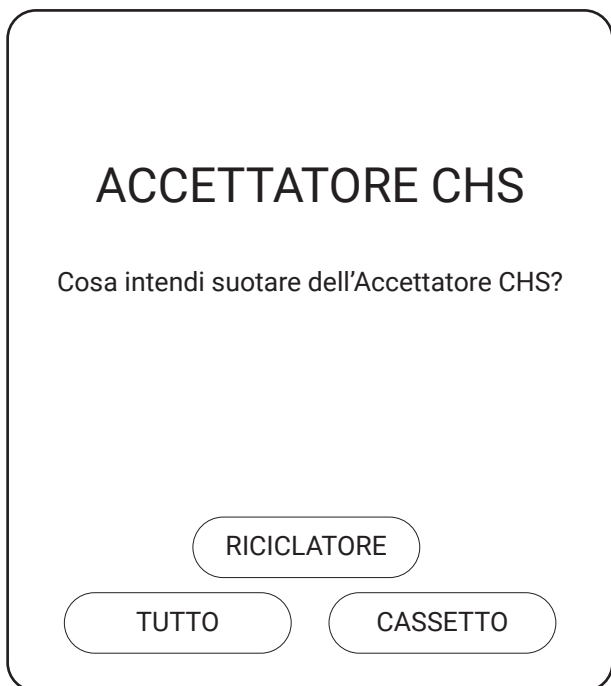 ACCETTATORE CHS
Cosa intendi suotare dell’Accettatore CHS?
RICICLATORE
TUTTO
CASSETTO